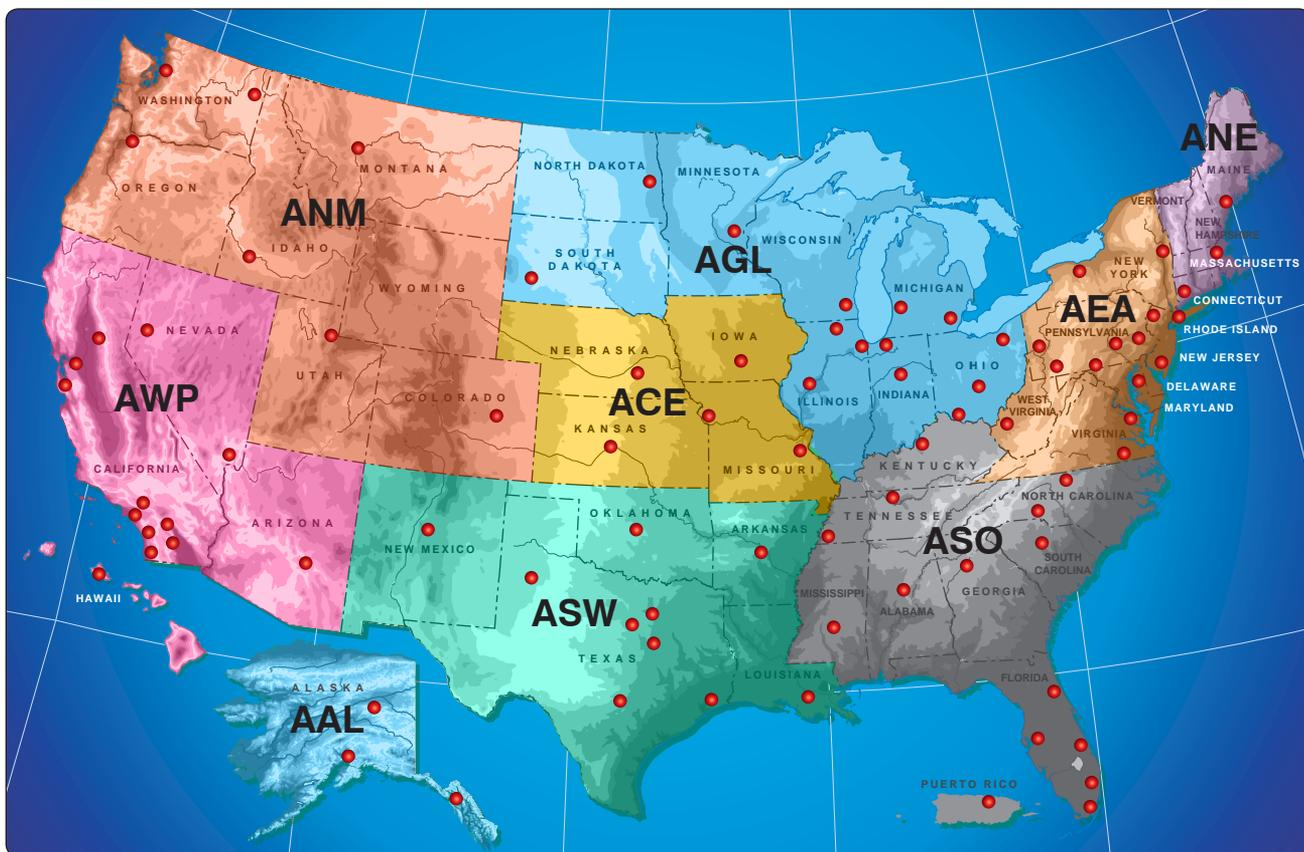 ANE
WASHINGTON
MONTANA
NORTH DAKOTA
MINNESOTA
MAINE
OREGON
VERMONT
ANM
NEW
HAMPSHIRE
IDAHO
SOUTH
DAKOTA
WISCONSIN
AGL
NEW
YORK
MASSACHUSETTS
WYOMING
MICHIGAN
CONNECTICUT
AEA
NEVADA
IOWA
PENNSYLVANIA
RHODE ISLAND
NEBRASKA
NEW JERSEY
UTAH
OHIO
DELAWARE
AWP
COLORADO
ACE
ILLINOIS
INDIANA
WEST
VIRGINIA
MARYLAND
KANSAS
VIRGINIA
CALIFORNIA
MISSOURI
KENTUCKY
NORTH CAROLINA
ARIZONA
OKLAHOMA
ARKANSAS
TENNESSEE
NEW MEXICO
ASO
SOUTH
CAROLINA
HAWAII
ASW
MISSISSIPPI
ALABAMA
GEORGIA
TEXAS
LOUISIANA
FLORIDA
ALASKA
AAL
PUERTO RICO